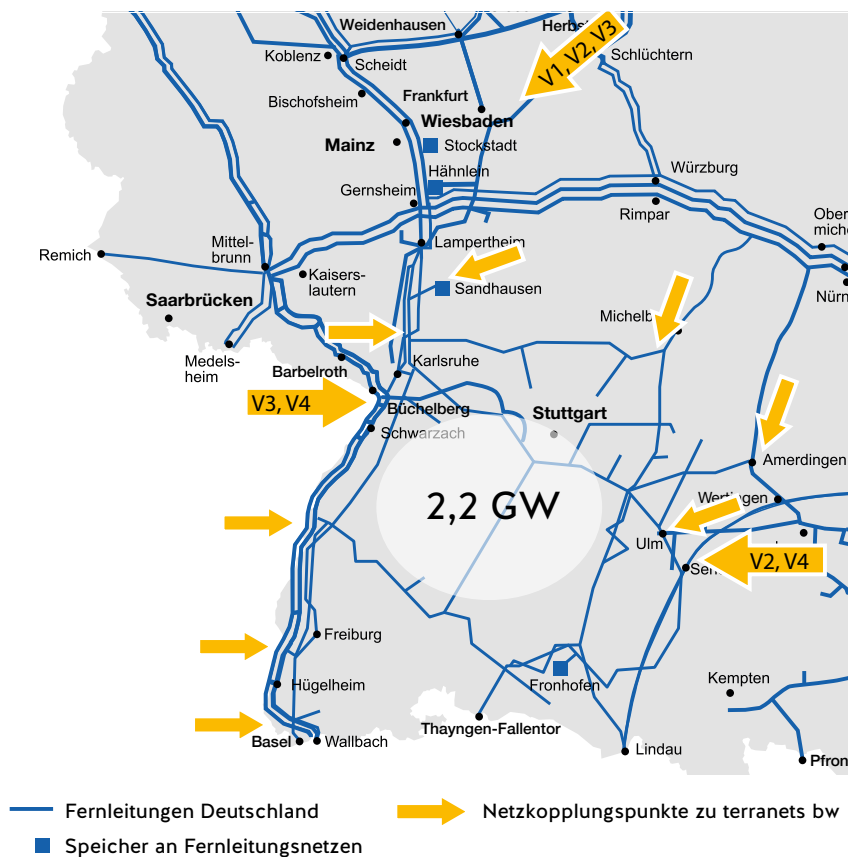 Weidenhausen
Herbst
Schlüchtern
Koblenz
Scheidt
V1, V2, V3
Bischofsheim
Frankfurt
Wiesbaden
Mainz
Stockstadt
Hähnlein
Würzburg
Gernsheim
Rimpar
Ober
miche
Lampertheim
Mittel-
brunn
Remich
Kaisers-
lautern
Sandhausen
Nürn
Saarbrücken
Michelb
Medels-
heim
Karlsruhe
Barbelroth
V3, V4
Büchelberg
Stuttgart
Schwarzach
Amerdingen
Wertingen
2,2 GW
Ulm
V2, V4
Sen
Freiburg
Fronhofen
Kempten
Hügelheim
Thayngen-Fallentor
Basel
Wallbach
Lindau
Pfron
Fernleitungen Deutschland
Netzkopplungspunkte zu terranets bw
Speicher an Fernleitungsnetzen